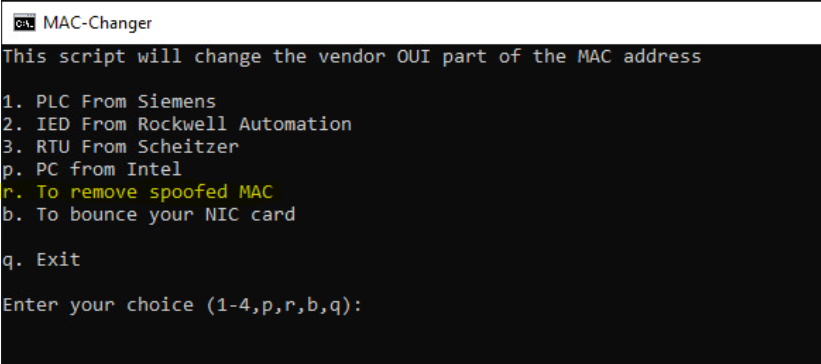 MAC-Changer
This script will change the vendor OUI part of the MAC address
1. PLC From Siemens
2. IED From Rockwell Automation
3. RTU From Scheitzer
p. PC from Intel
r. To remove spoofed MAC
b. To bounce your NIC card
q. Exit
Enter your choice (1-4,p,r,b,q):